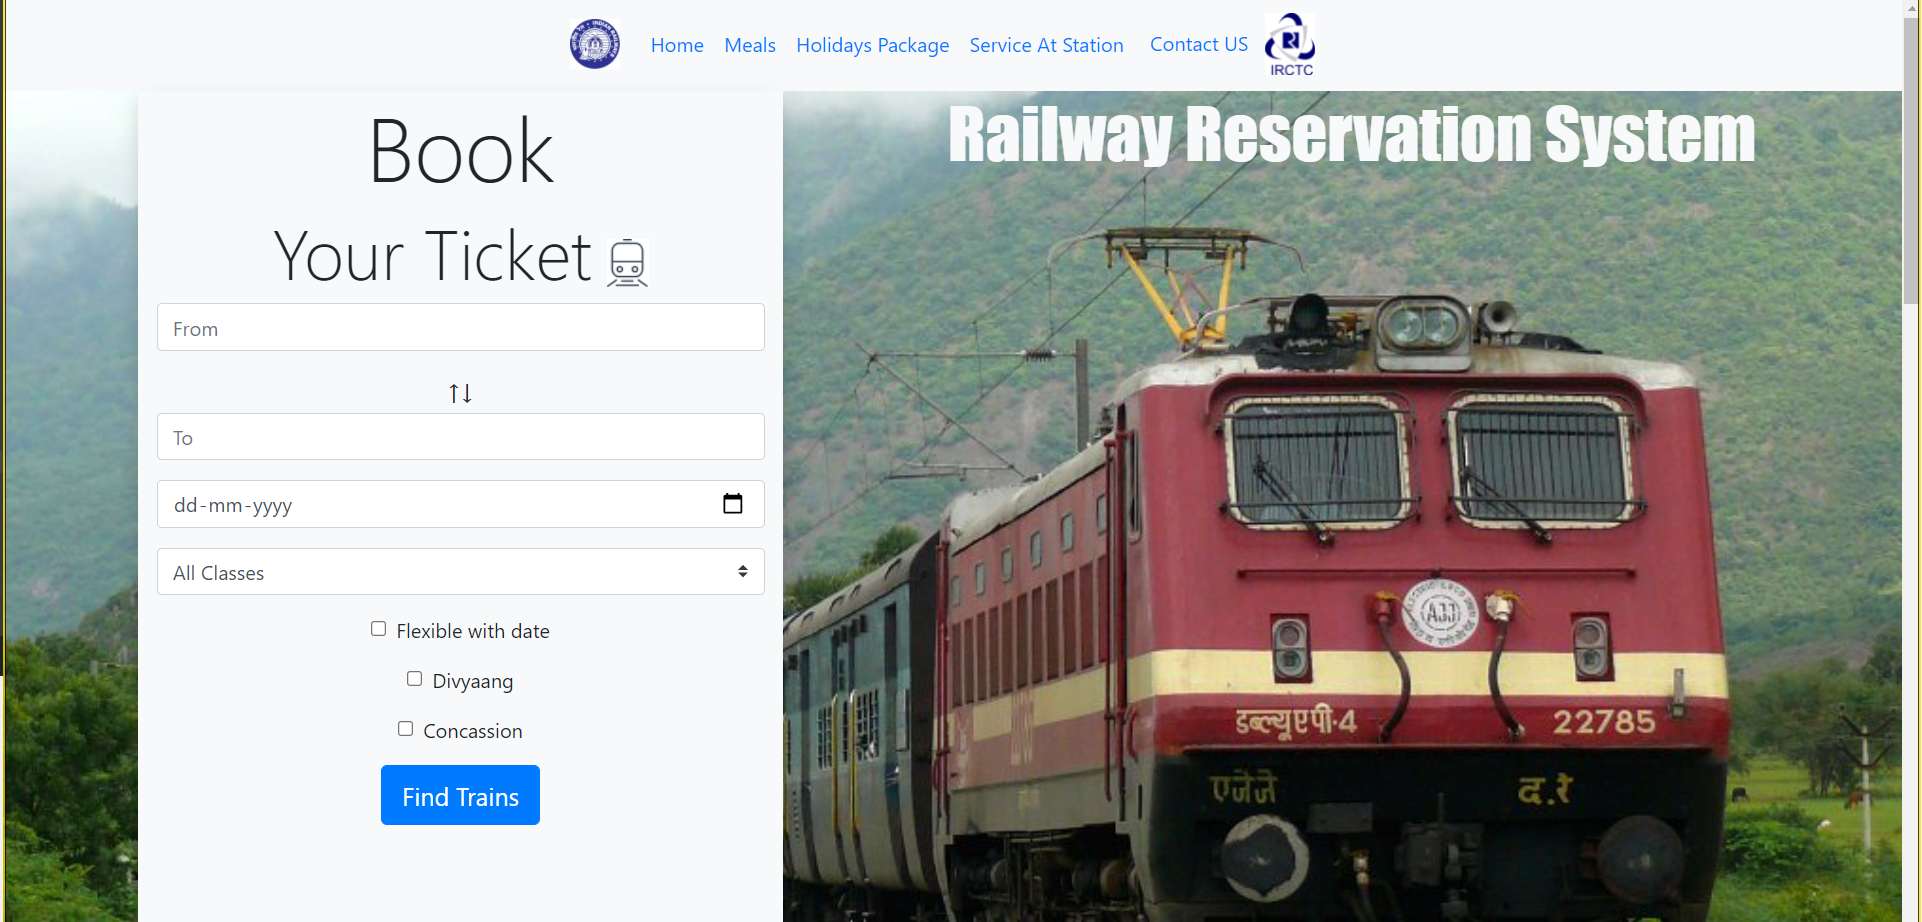 Home Meals Holidays Package Service At Station Contact US
IRCTC
Book
Your Ticket
From
To
dd-mm-yyyy
All Classes
Flexible with date
Divyaang
Concassion
Find Trains
Railway Reservation System
AJJ
डब्ल्यूएपी-4 22785
एजेजे द.रे